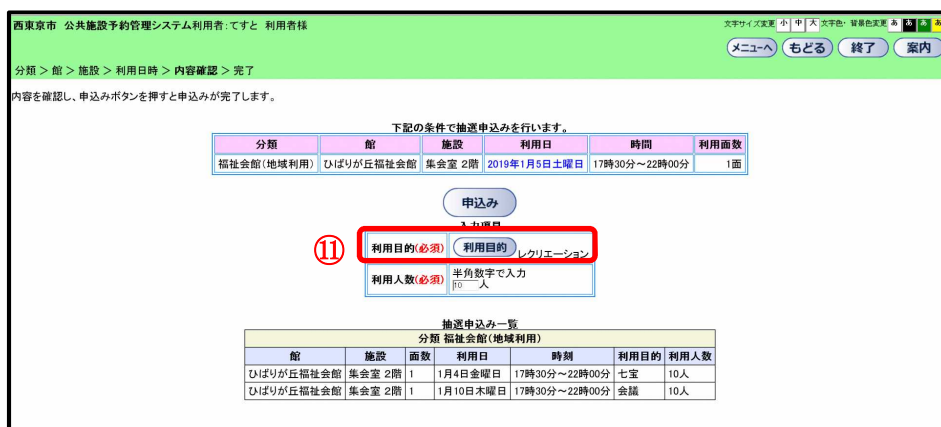 西東京市 公共施設予約管理システム利用者:てすと 利用者様
文字サイズ変更 小 中 大 文字色・背景色変更 あ あ あ あ
メニューへ もどる 終了 案内
分類 > 館 > 施設 > 利用日時 > 内容確認 > 完了
内容を確認し、申込みボタンを押すと申込みが完了します。
下記の条件で抽選申込みを行います。
分類 館 施設 利用日 時間 利用面数
福祉会館(地域利用) ひばりが丘福祉会館 集会室 2階 2019年1月5日土曜日 17時30分~22時00分 1面
申込み
入力項目
⑪ 利用目的(必須) 利用目的 レクリエーション
利用人数(必須) 半角数字で入力
10 人
抽選申込み一覧
分類 福祉会館(地域利用)
館 施設 面数 利用日 時刻 利用目的 利用人数
ひばりが丘福祉会館 集会室 2階 1 1月4日金曜日 17時30分~22時00分 七宝 10人
ひばりが丘福祉会館 集会室 2階 1 1月10日木曜日 17時30分~22時00分 会議 10人